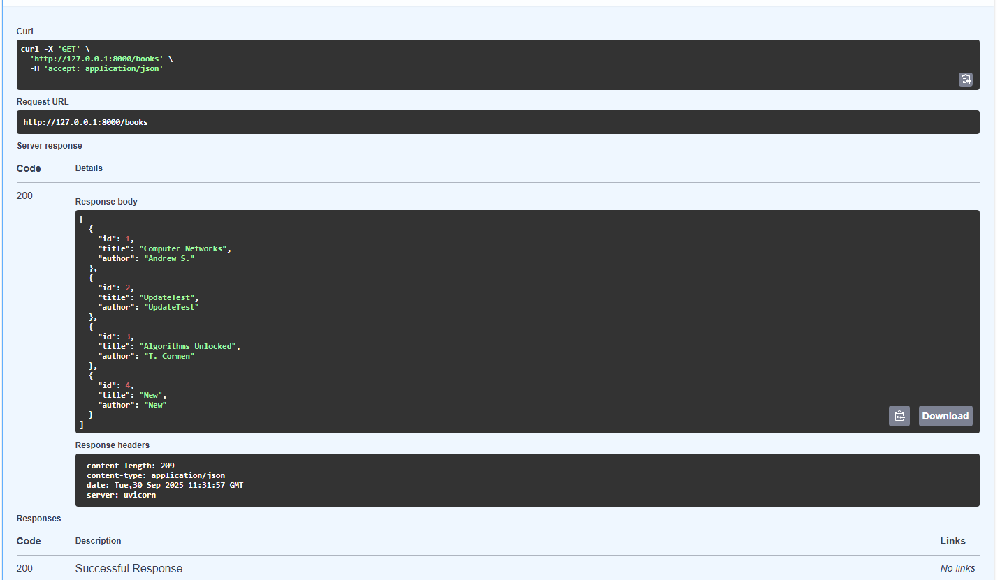 Curl
curl -X 'GET' \
  'http://127.0.0.1:8000/books' \
  -H 'accept: application/json'
Request URL
http://127.0.0.1:8000/books
Server response
Code Details
200
Response body
[
  {
    "id": 1,
    "title": "Computer Networks",
    "author": "Andrew S."
  },
  {
    "id": 2,
    "title": "UpdateTest",
    "author": "UpdateTest"
  },
  {
    "id": 3,
    "title": "Algorithms Unlocked",
    "author": "T. Cormen"
  },
  {
    "id": 4,
    "title": "New",
    "author": "New"
  }
]
Download
Response headers
content-length: 209
content-type: application/json
date: Tue,30 Sep 2025 11:31:57 GMT
server: uvicorn
Responses
Code Description Links
200 Successful Response No links